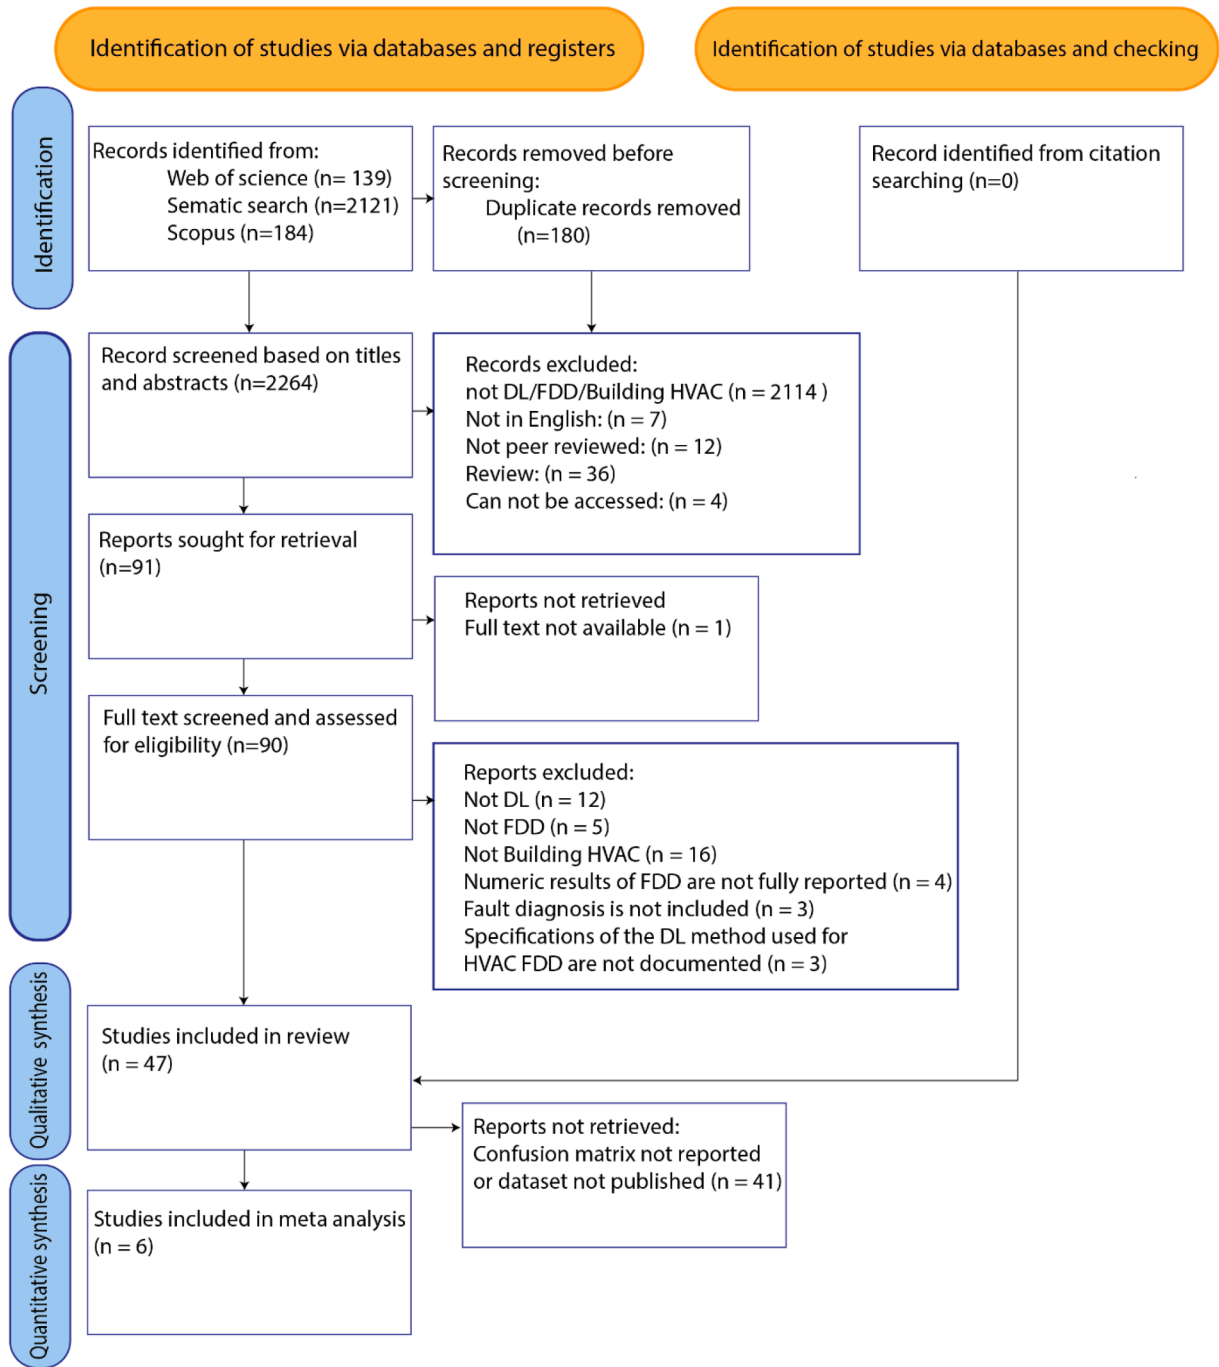 Identification of studies via databases and registers
Identification of studies via databases and checking
Identification
Records identified from:
Web of science (n= 139)
Sematic search (n=2121)
Scopus (n=184)
Records removed before
screening:
Duplicate records removed
(n=180)
Record identified from citation
searching (n=0)
Screening
Record screened based on titles
and abstracts (n=2264)
Records excluded:
not DL/FDD/Building HVAC (n = 2114 )
Not in English: (n = 7)
Not peer reviewed: (n = 12)
Review: (n = 36)
Can not be accessed: (n = 4)
Reports sought for retrieval
(n=91)
Reports not retrieved
Full text not available (n = 1)
Full text screened and assessed
for eligibility (n=90)
Reports excluded:
Not DL (n = 12)
Not FDD (n = 5)
Not Building HVAC (n = 16)
Numeric results of FDD are not fully reported (n = 4)
Fault diagnosis is not included (n = 3)
Specifications of the DL method used for
HVAC FDD are not documented (n = 3)
Qualitative synthesis
Studies included in review
(n = 47)
Reports not retrieved:
Confusion matrix not reported
or dataset not published (n = 41)
Quantitative synthesis
Studies included in meta analysis
(n = 6)